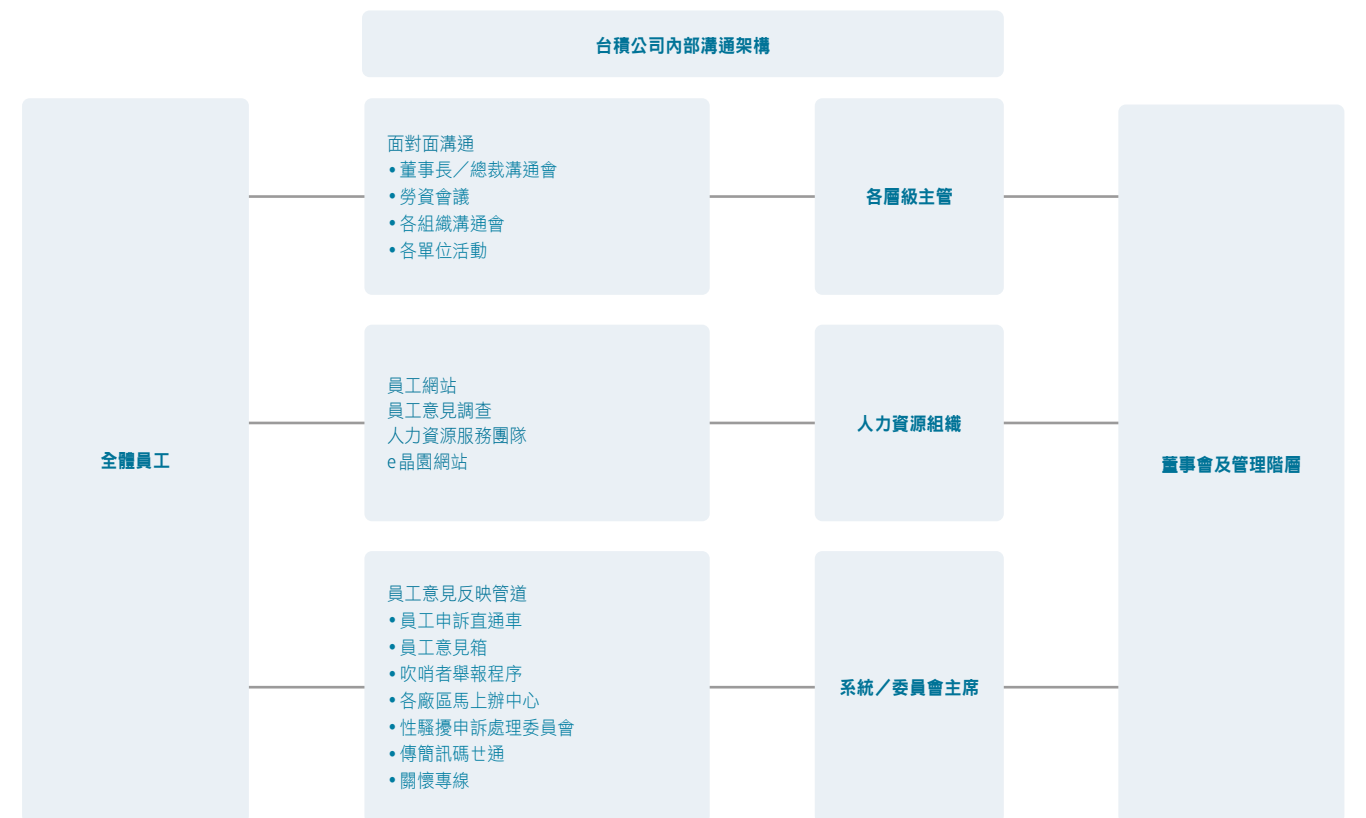 台積公司內部溝通架構
全體員工
面對面溝通
•董事長／總裁溝通會
•勞資會議
•各組織溝通會
•各單位活動
各層級主管
員工網站
員工意見調查
人力資源服務團隊
e晶園網站
人力資源組織
員工意見反映管道
•員工申訴直通車
•員工意見箱
•吹哨者舉報程序
•各廠區馬上辦中心
•性騷擾申訴處理委員會
•傳簡訊碼ㄝ通
•關懷專線
系統／委員會主席
董事會及管理階層